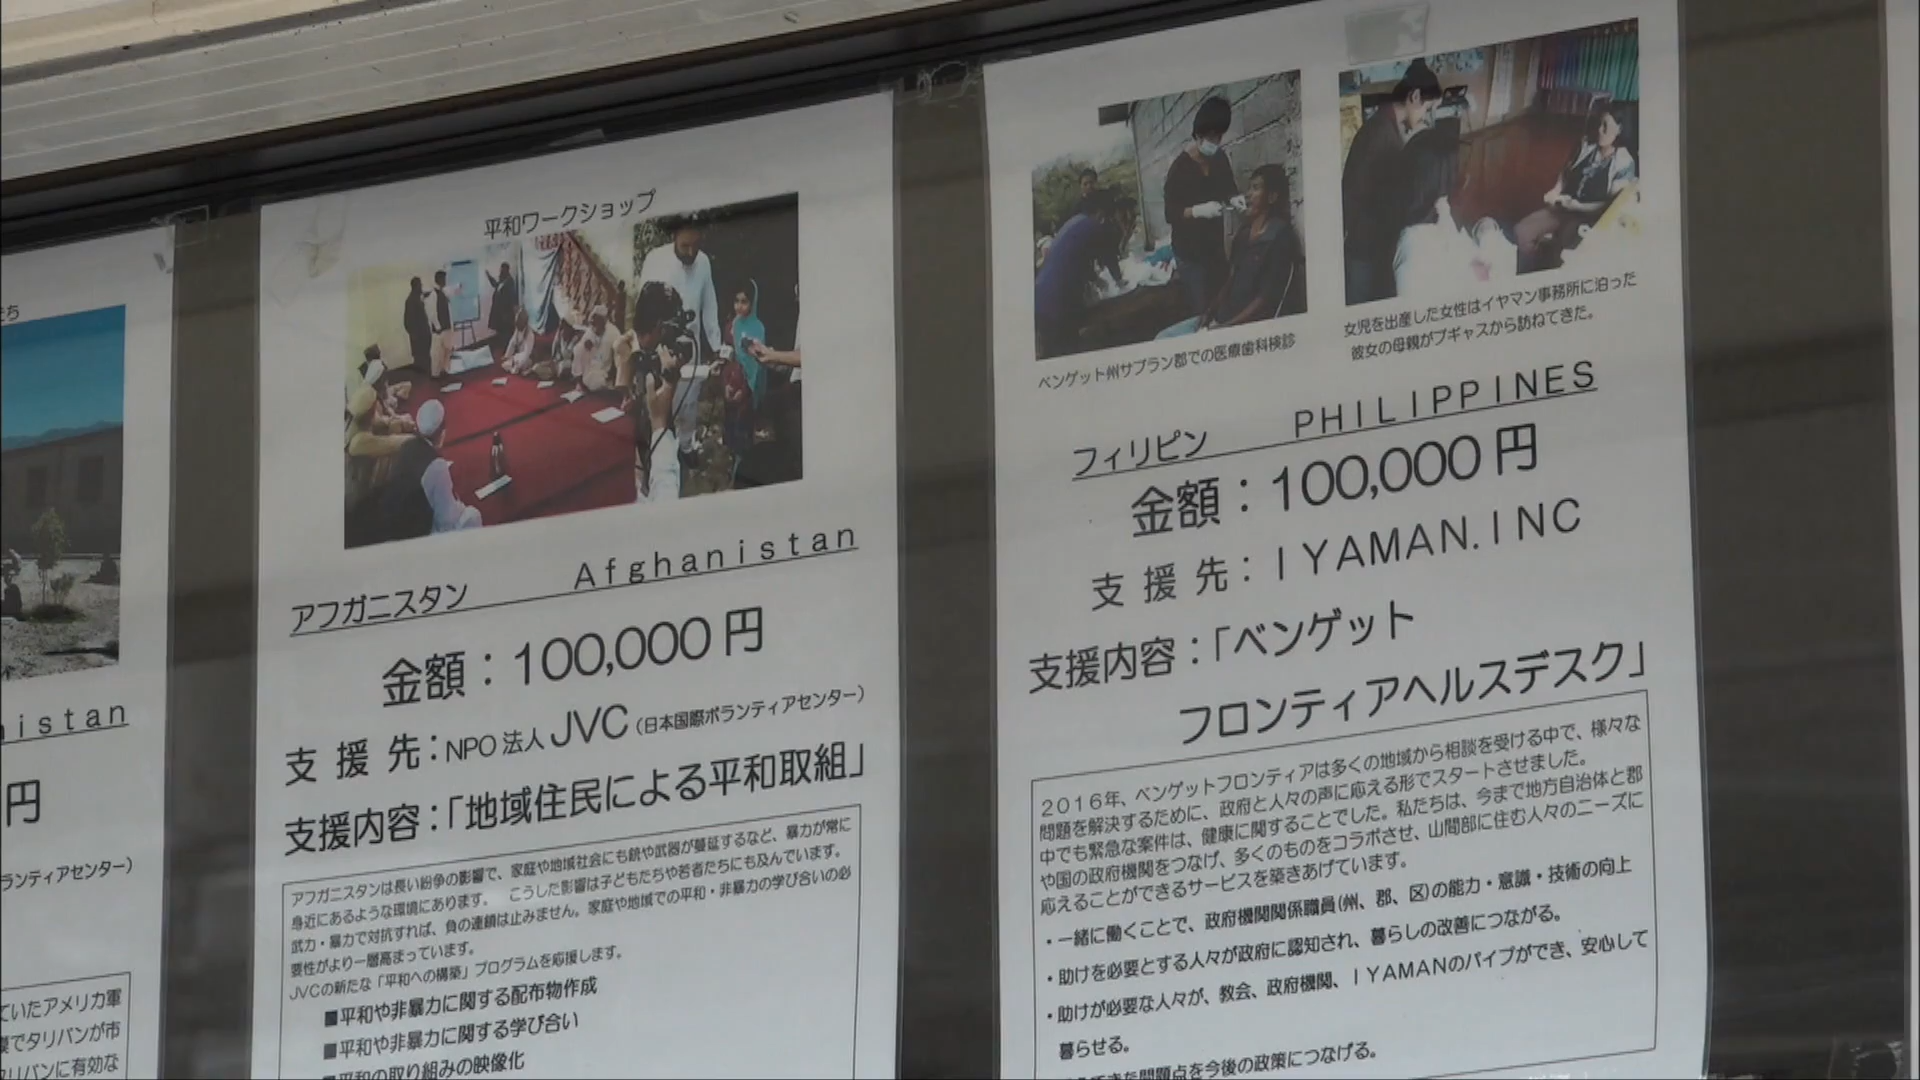 たち
nistan
円
ランティアセンター）
ていたアメリカ軍
でタリバンが市
タリバンに有効な
平和ワークショップ
アフガニスタン Afghanistan
金額：100,000円
支援先：NPO法人JVC（日本国際ボランティアセンター）
支援内容：「地域住民による平和取組」
アフガニスタンは長い紛争の影響で、家庭や地域社会にも銃や武器が蔓延するなど、暴力が常に
身近にあるような環境にあります。 こうした影響は子どもたちや若者たちにも及んでいます。
武力・暴力で対抗すれば、負の連鎖は止みません。家庭や地域での平和・非暴力の学び合いの必
要性がより一層高まっています。
JVCの新たな「平和への構築」プログラムを応援します。
■平和や非暴力に関する配布物作成
■平和や非暴力に関する学び合い
■平和の取り組みの映像化
ベンゲット州サブラン郡での医療歯科検診
女児を出産した女性はイヤマン事務所に泊った
彼女の母親がブギャスから訪ねてきた。
フィリピン PHILIPPINES
金額：100,000円
支援先：IYAMAN.INC
支援内容：「ベンゲット
フロンティアヘルスデスク」
2016年、ベンゲットフロンティアは多くの地域から相談を受ける中で、様々な
問題を解決するために、政府と人々の声に応える形でスタートさせました。
中でも緊急な案件は、健康に関することでした。私たちは、今まで地方自治体と郡
や国の政府機関をつなげ、多くのものをコラボさせ、山間部に住む人々のニーズに
応えることができるサービスを築きあげています。
・一緒に働くことで、政府機関関係職員(州、郡、区)の能力・意識・技術の向上
・助けを必要とする人々が政府に認知され、暮らしの改善につながる。
・助けが必要な人々が、教会、政府機関、IYAMANのパイプができ、安心して
暮らせる。
問題点を今後の政策につなげる。